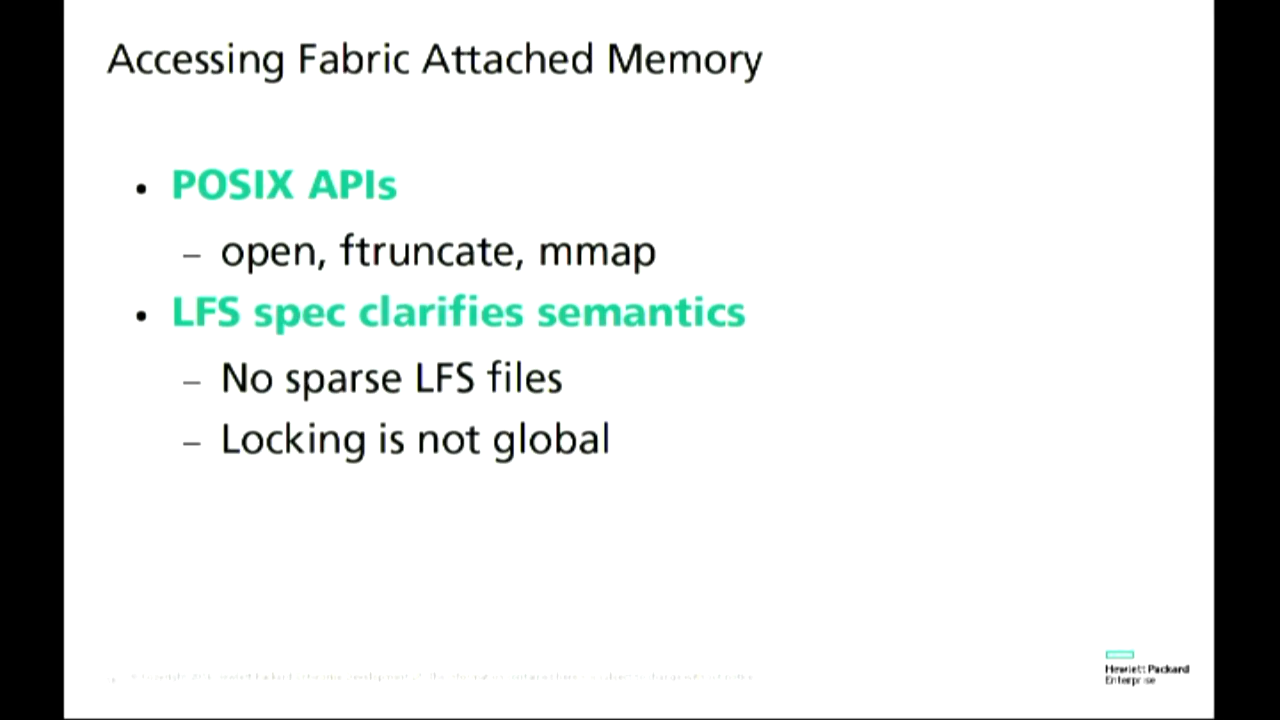 Accessing Fabric Attached Memory
• POSIX APIs
– open, ftruncate, mmap
• LFS spec clarifies semantics
– No sparse LFS files
– Locking is not global
Hewlett Packard
Enterprise